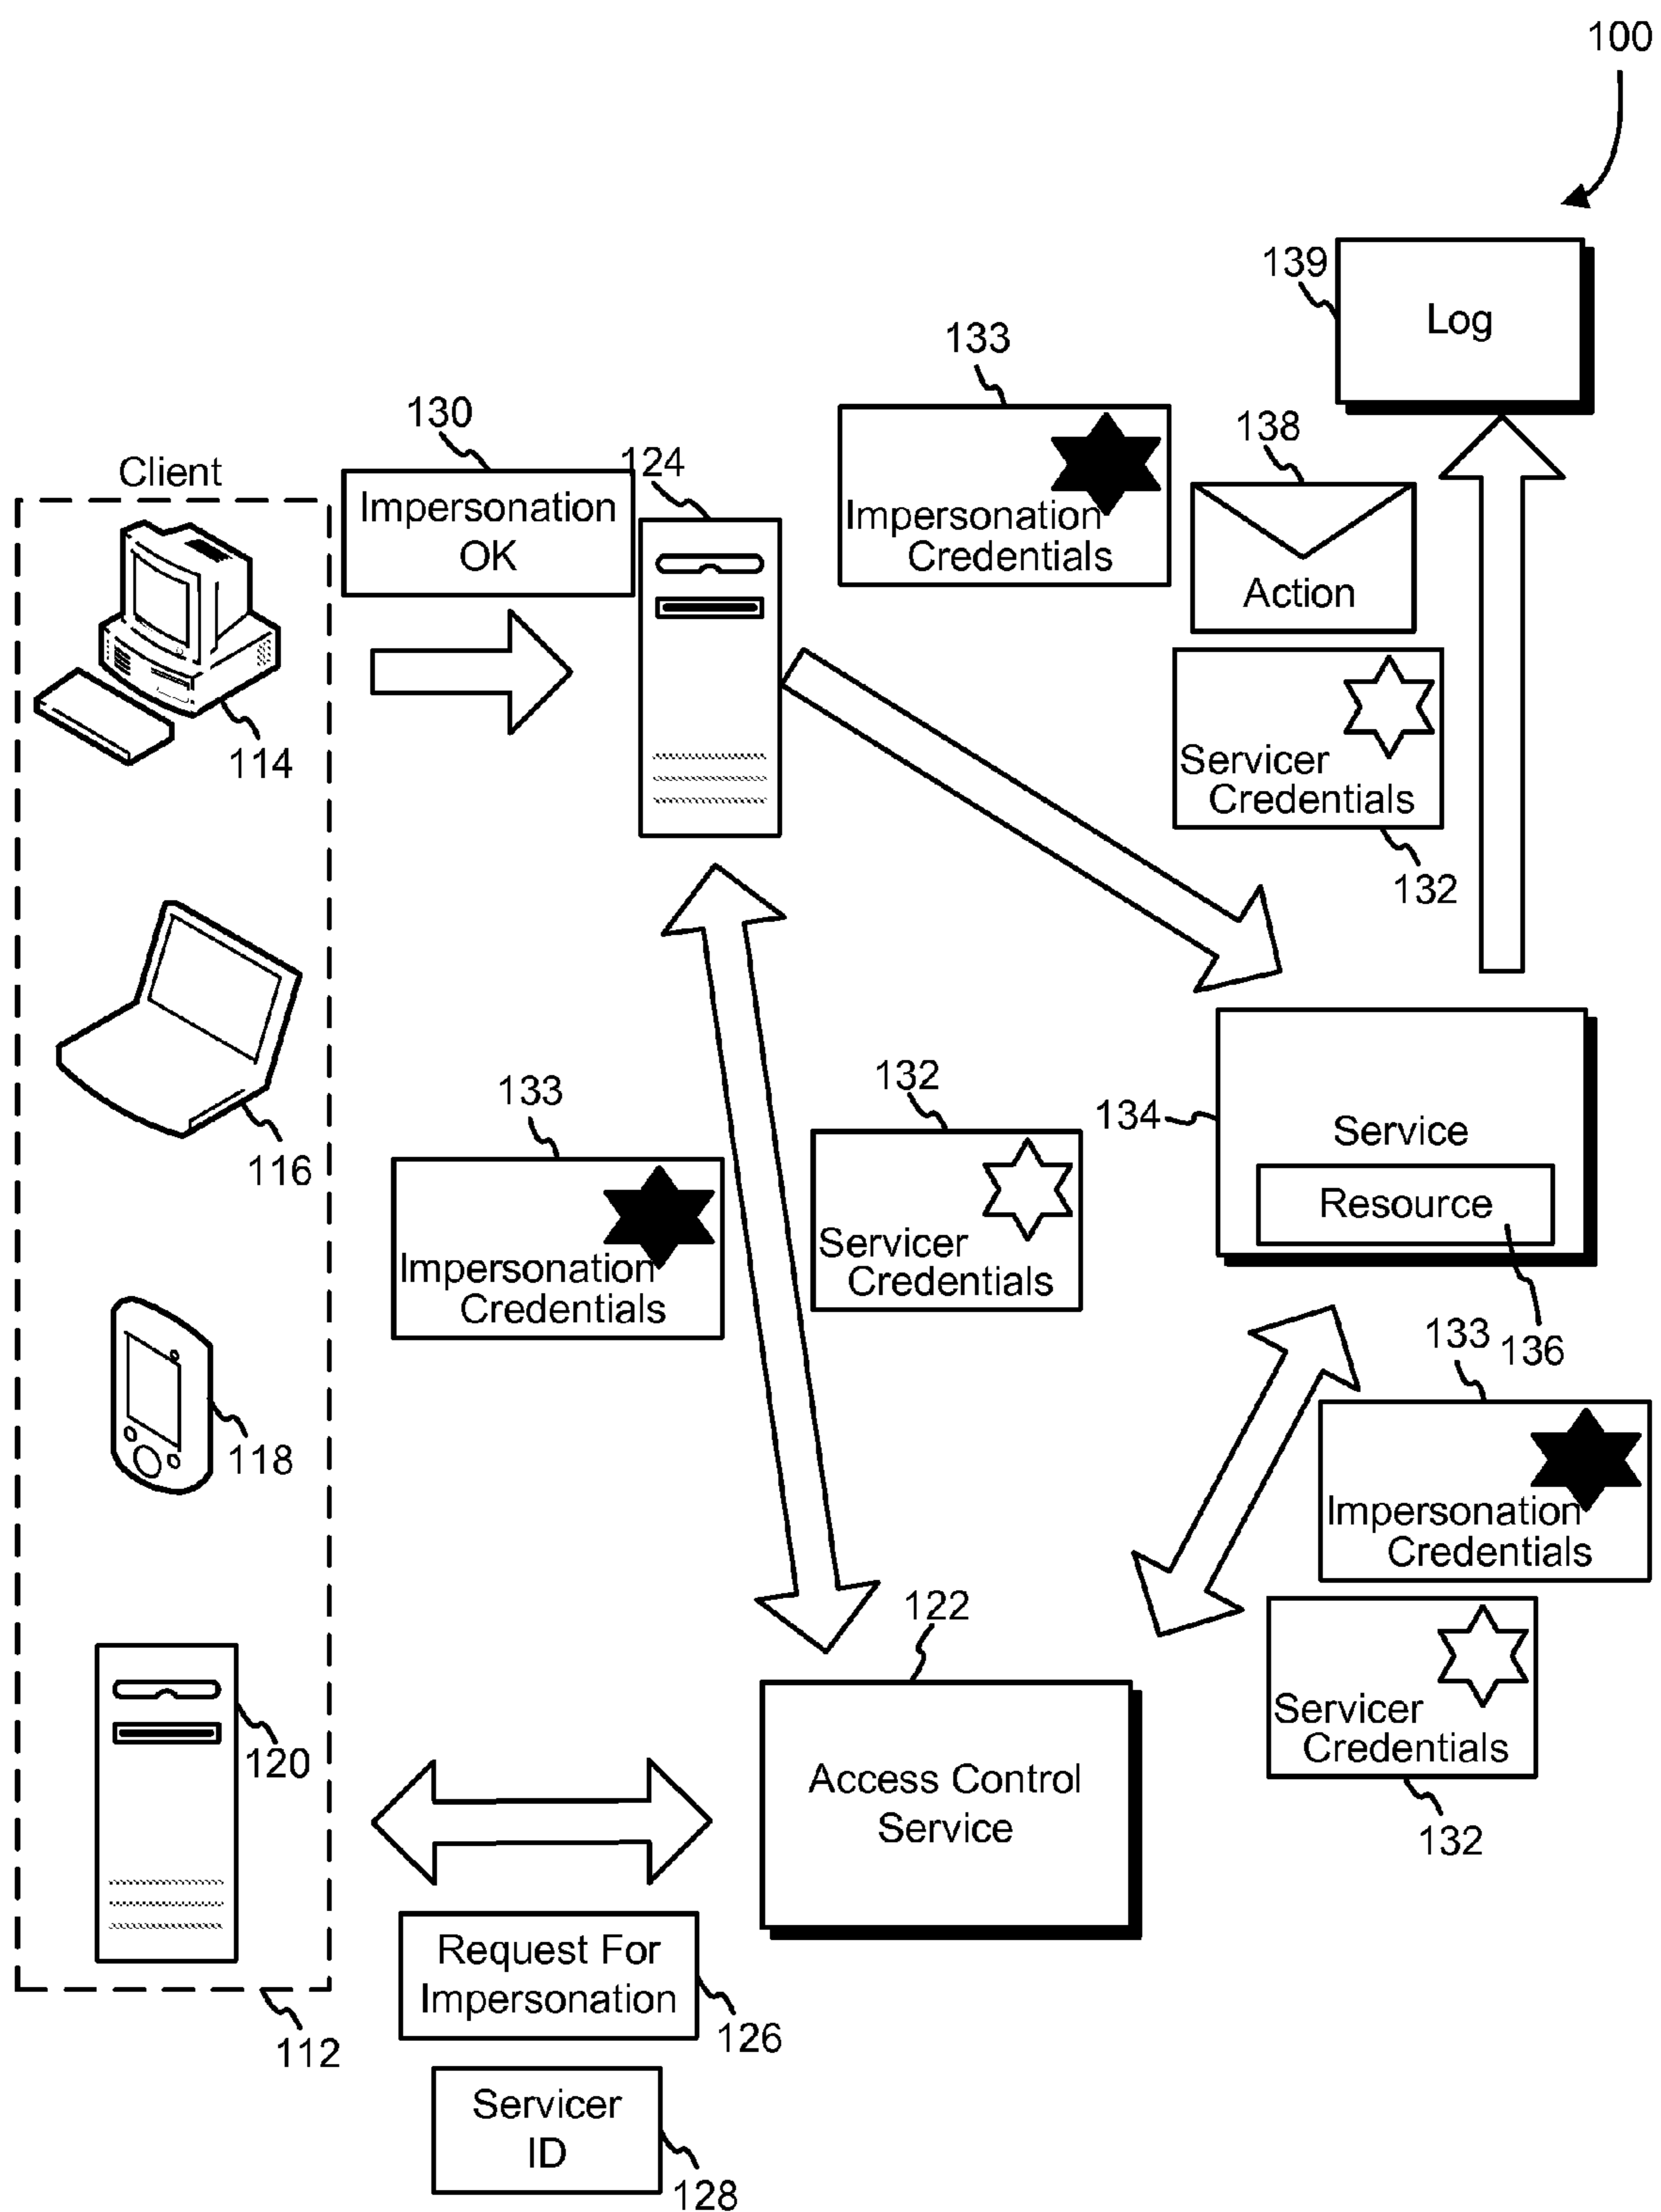 100
139
Log
133
130
138
124
Client
Impersonation
OK
Impersonation
Credentials
Action
114
Servicer
Credentials
132
133
132
134
Service
116
Resource
Impersonation
Credentials
Servicer
Credentials
133
136
118
Impersonation
Credentials
122
Servicer
Credentials
120
Access Control
Service
132
Request For
Impersonation
126
112
Servicer
ID
128